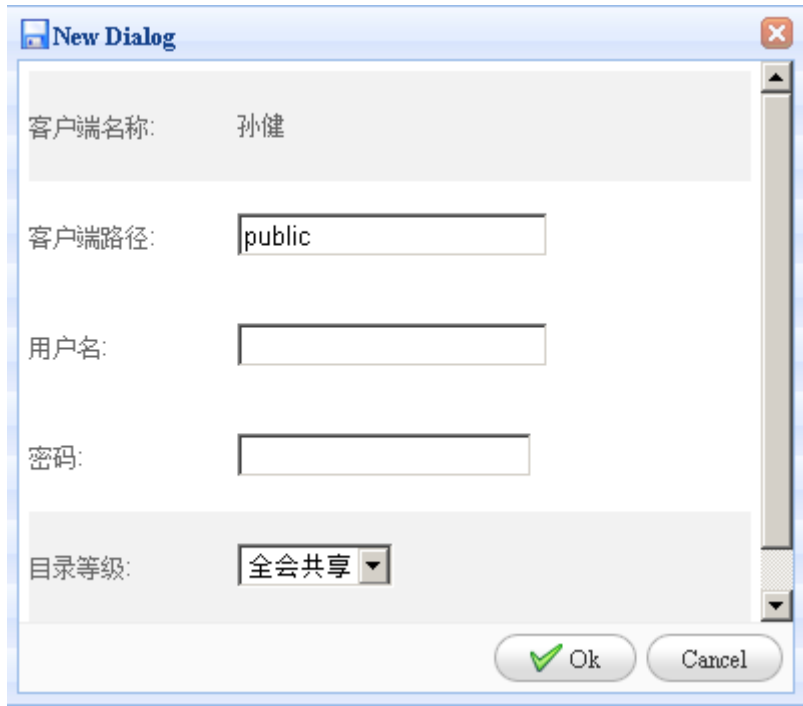 New Dialog
客户端名称: 孙健
客户端路径: public
用户名:
密码:
目录等级: 全会共享
Ok Cancel